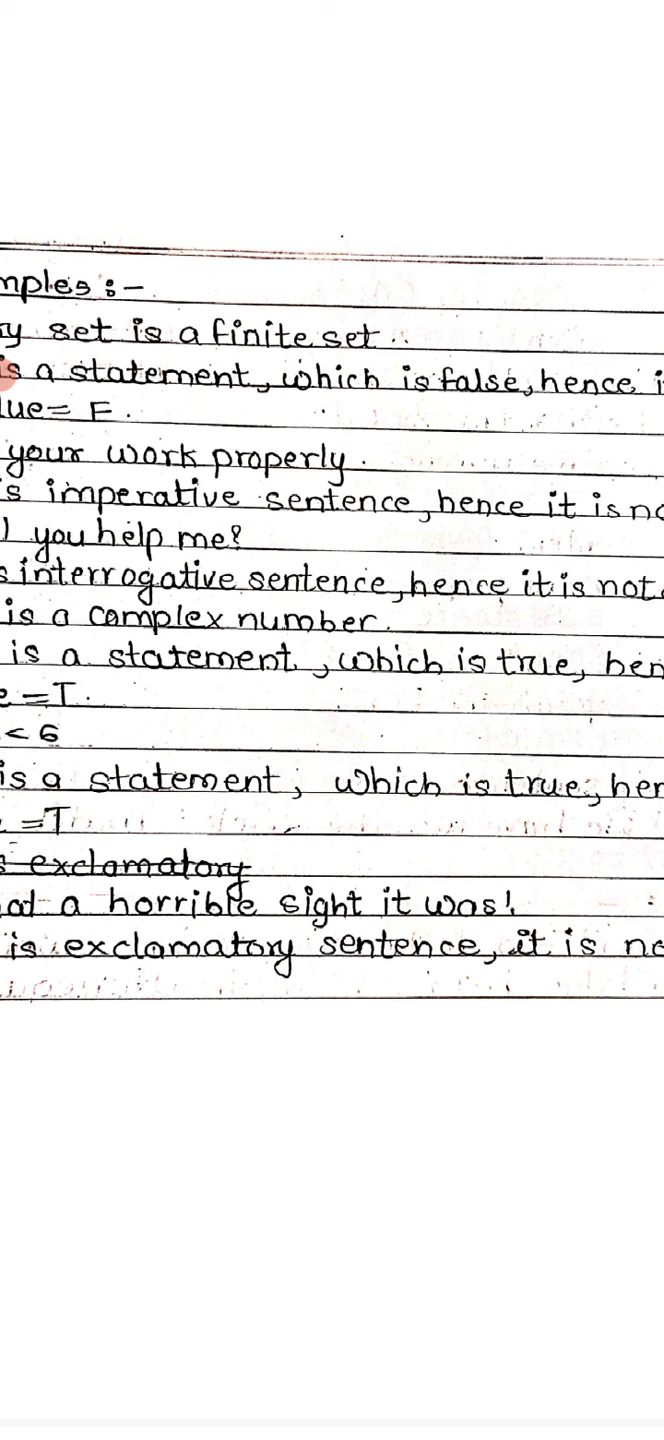 mples :-
y set is a finite set.
is a statement, which is false, hence i
lue = F.
your work properly.
s imperative sentence, hence it is no
l you help me?
s interrogative sentence, hence it is not
is a complex number.
is a statement, which is true, hen
e = T.
< 6
is a statement, which is true, hen
= T
s exclamatory
at a horrible sight it was!
is exclamatory sentence, it is no